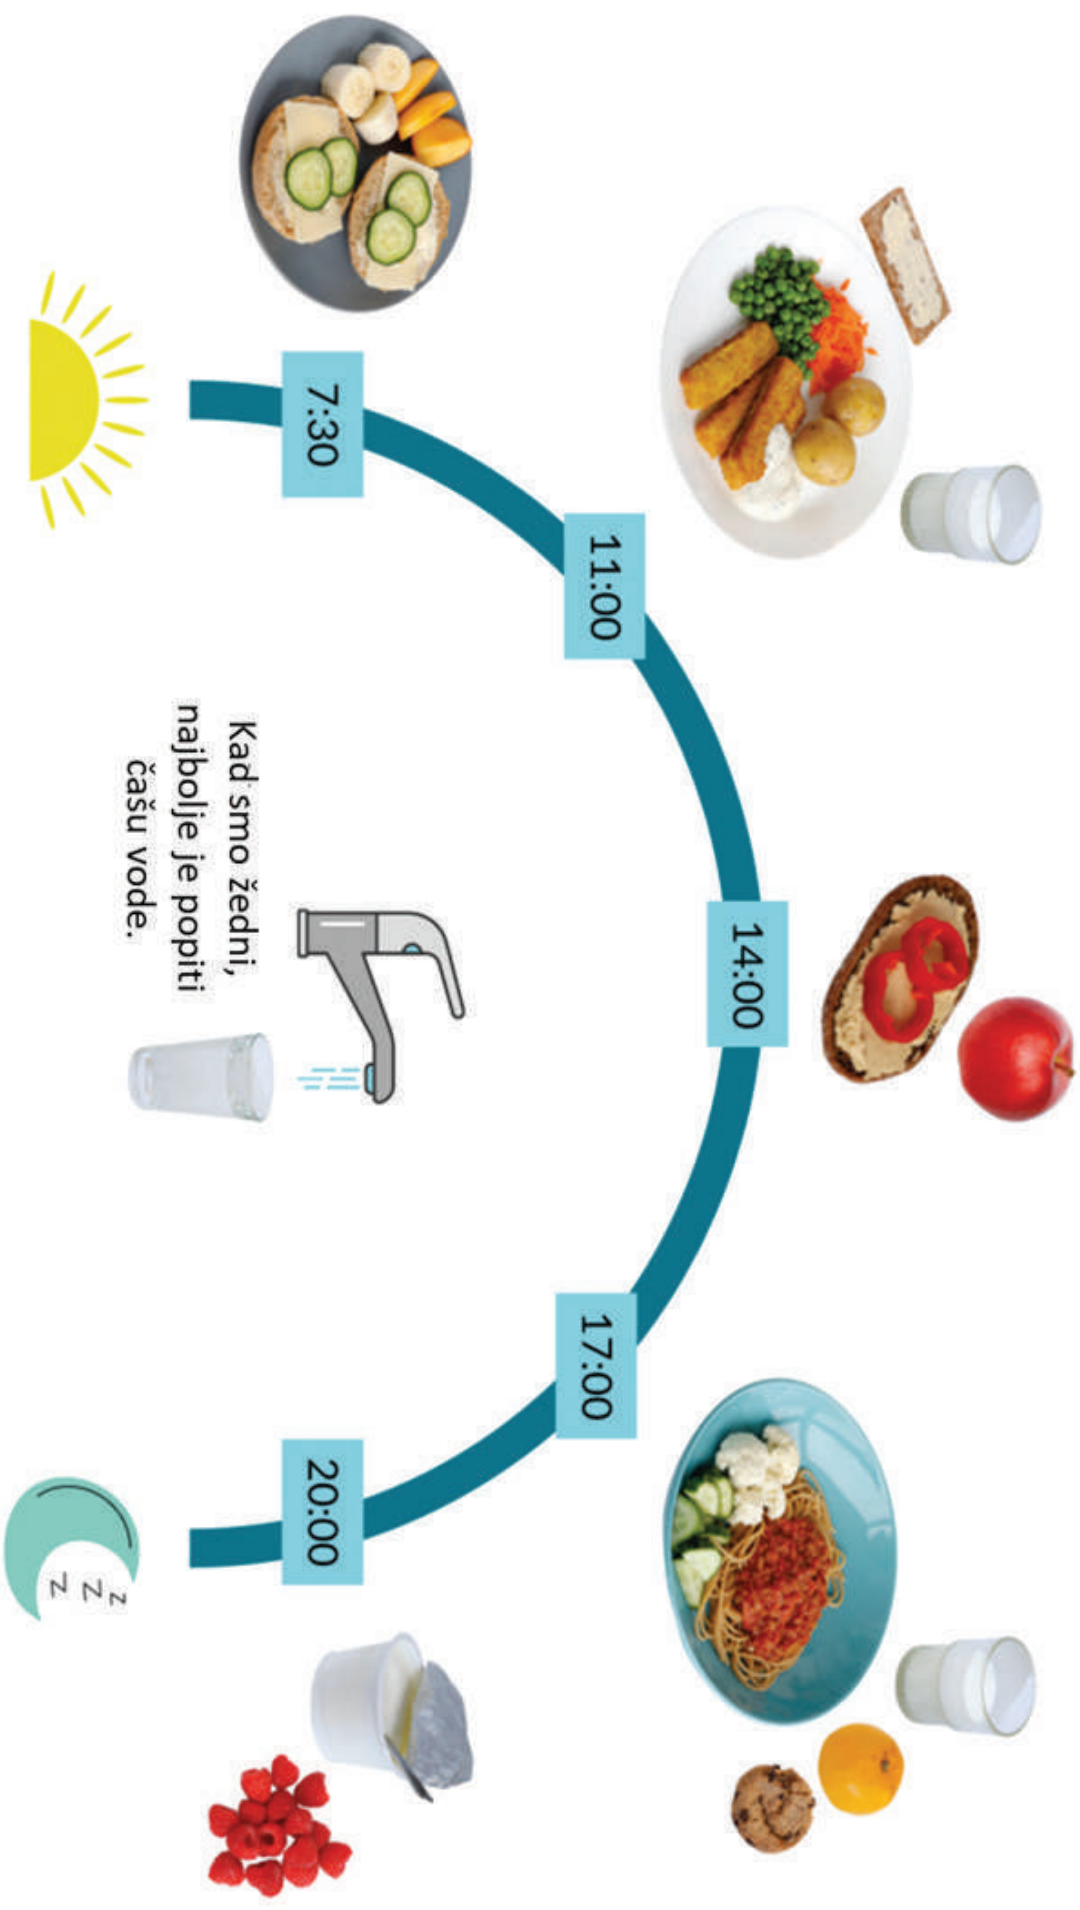 7:30
11:00
14:00
17:00
20:00
Kad smo žedni,
najbolje je popiti
čašu vode.
z
z
z